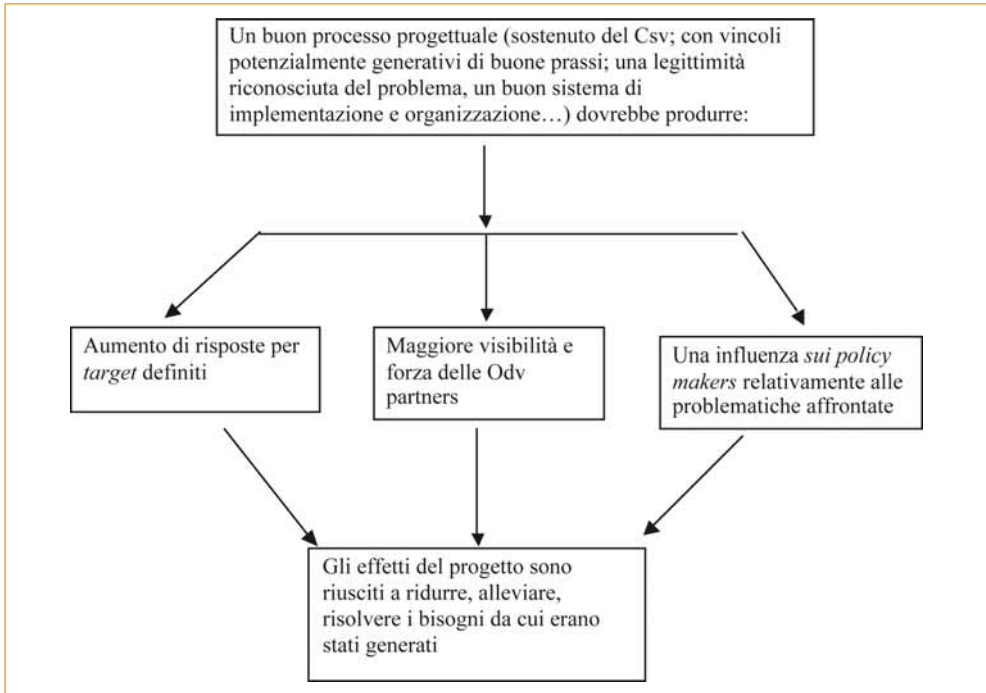 Un buon processo progettuale (sostenuto del Csv; con vincoli
potenzialmente generativi di buone prassi; una legittimità
riconosciuta del problema, un buon sistema di
implementazione e organizzazione…) dovrebbe produrre:
Aumento di risposte per
target definiti
Maggiore visibilità e
forza delle Odv
partners
Una influenza sui policy
makers relativamente alle
problematiche affrontate
Gli effetti del progetto sono
riusciti a ridurre, alleviare,
risolvere i bisogni da cui erano
stati generati